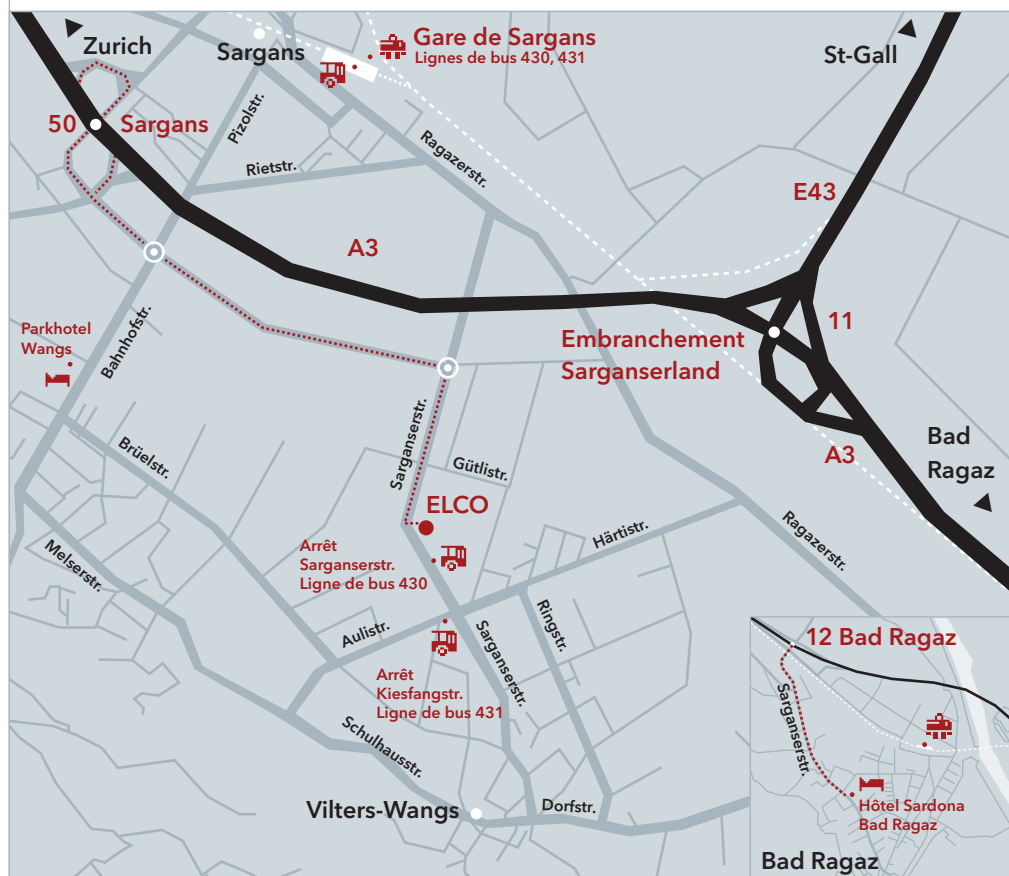 Zurich
Sargans
Gare de Sargans
Lignes de bus 430, 431
St-Gall
50 Sargans
Pizolstr.
Rietstr.
Ragazerstr.
E43
A3
11
Parkhotel
Wangs
Bahnhofstr.
Embranchement
Sarganserland
A3
Bad
Ragaz
Brüelstr.
Sarganserstr.
Gütlistr.
ELCO
Härtistr.
Ragazerstr.
Melserstr.
Arrêt
Sarganserstr.
Ligne de bus 430
Aulistr.
Sarganserstr.
Ringstr.
Arrêt
Kiesfangstr.
Ligne de bus 431
Schulhausstr.
Vilters-Wangs
Dorfstr.
12 Bad Ragaz
Sarganserstr.
Hôtel Sardona
Bad Ragaz
Bad Ragaz